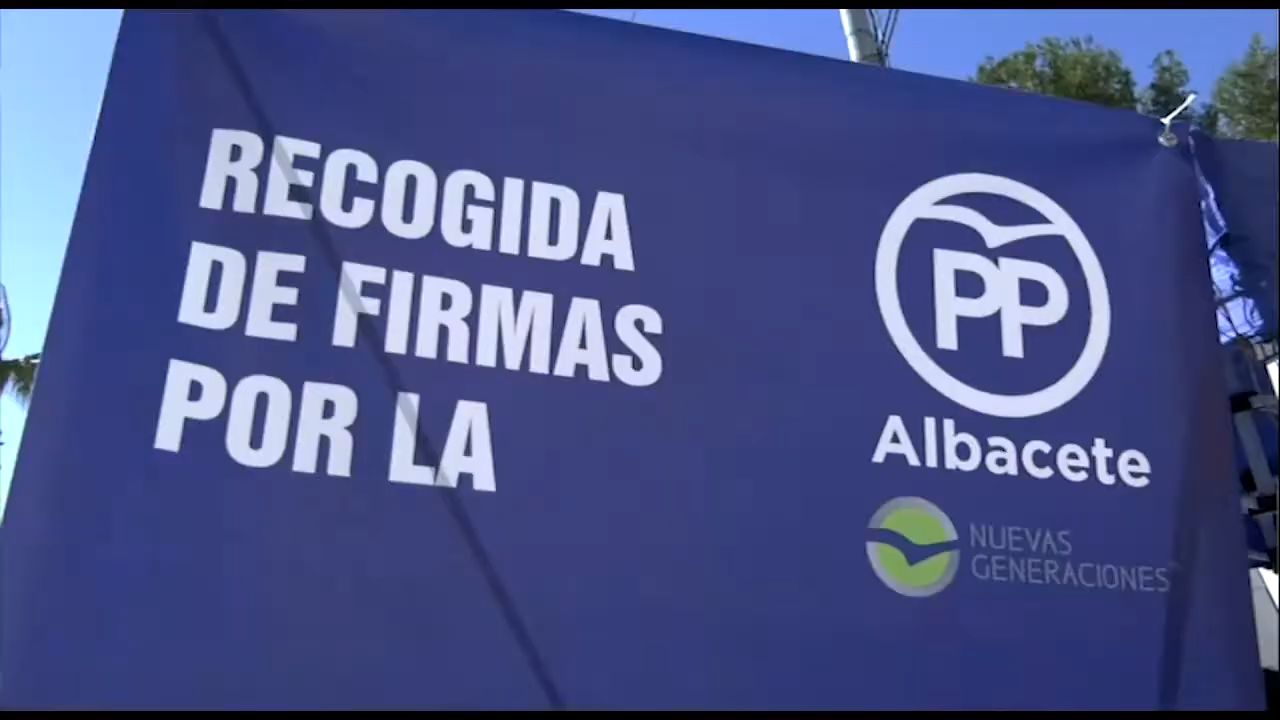 RECOGIDA
DE FIRMAS
POR LA
PP
Albacete
NUEVAS
GENERACIONES